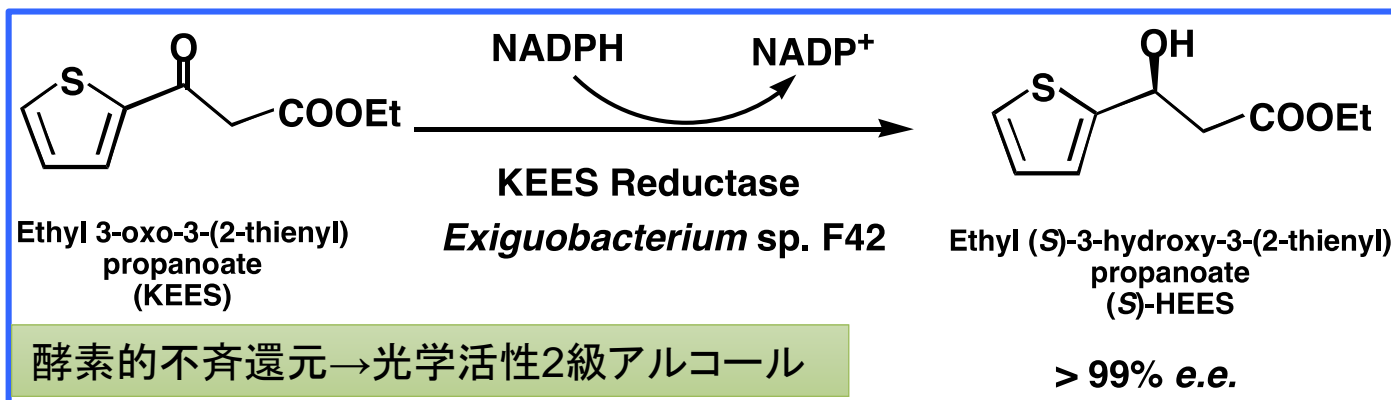 O
S
COOEt
NADPH
NADP+
KEES Reductase
Exiguobacterium sp. F42
OH
S
COOEt
Ethyl 3-oxo-3-(2-thienyl)
propanoate
(KEES)
Ethyl (S)-3-hydroxy-3-(2-thienyl)
propanoate
(S)-HEES
酵素的不斉還元→光学活性2級アルコール
> 99% e.e.